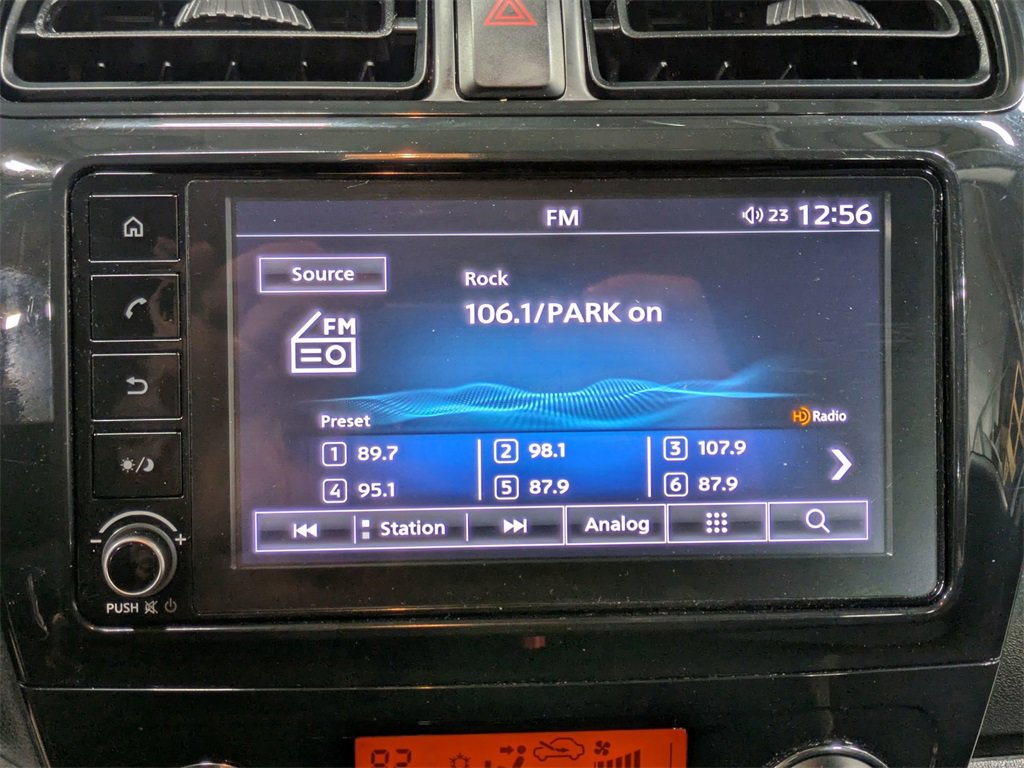 FM
23 12:56
Source
Rock
106.1/PARK on
FM
Preset
HD Radio
1 89.7
2 98.1
3 107.9
4 95.1
5 87.9
6 87.9
Station
Analog
- +
PUSH